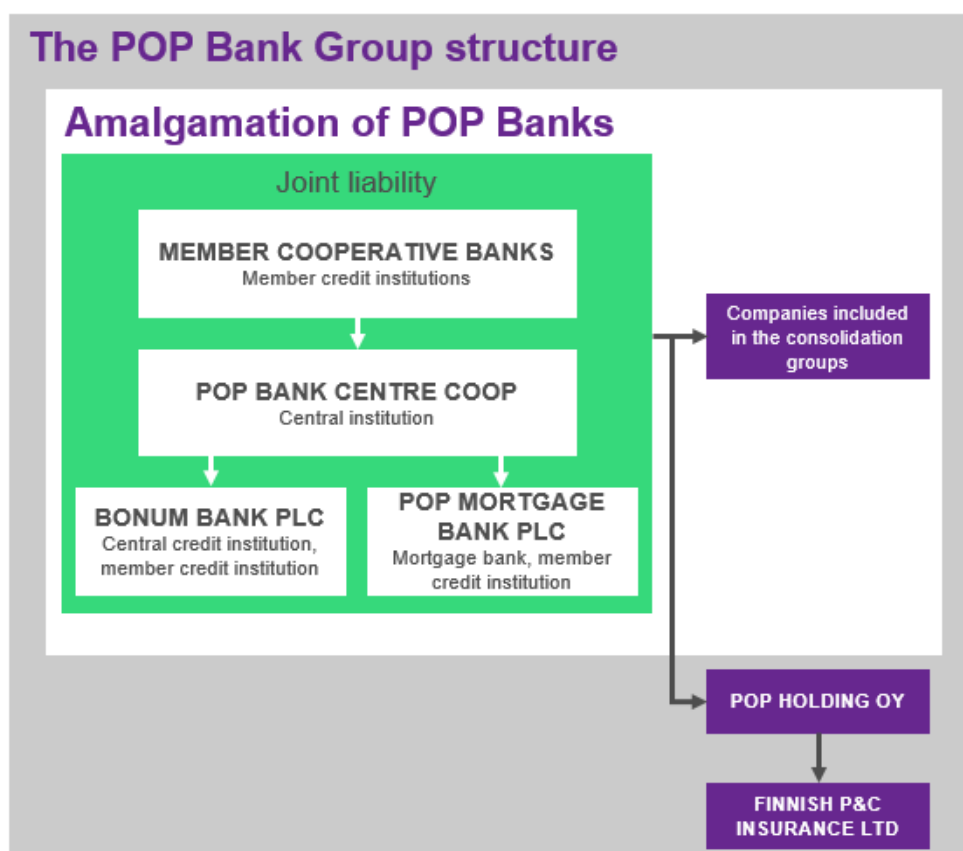 The POP Bank Group structure
Amalgamation of POP Banks
Joint liability
MEMBER COOPERATIVE BANKS
Member credit institutions
POP BANK CENTRE COOP
Central institution
BONUM BANK PLC
Central credit institution,
member credit institution
POP MORTGAGE
BANK PLC
Mortgage bank, member
credit institution
Companies included
in the consolidation
groups
POP HOLDING OY
FINNISH P&C
INSURANCE LTD